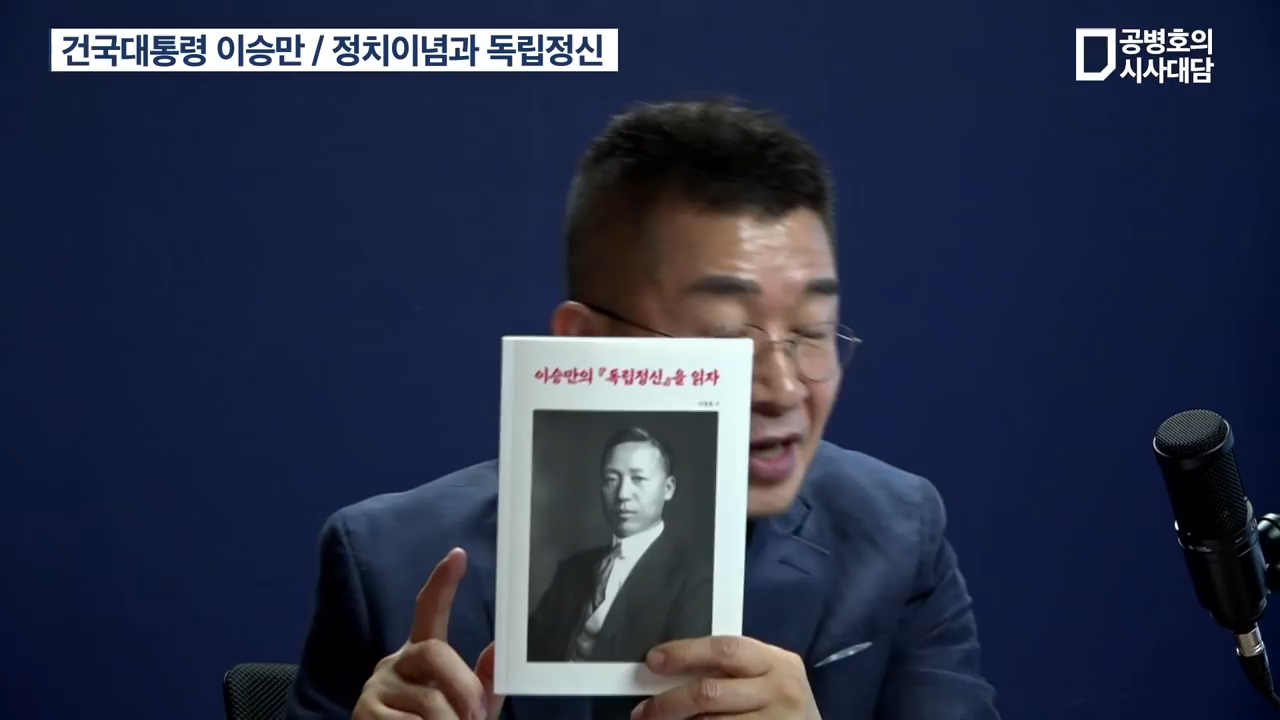 건국대통령 이승만 / 정치이념과 독립정신
공병호의
시사대담
이승만의 『독립정신』을 읽자